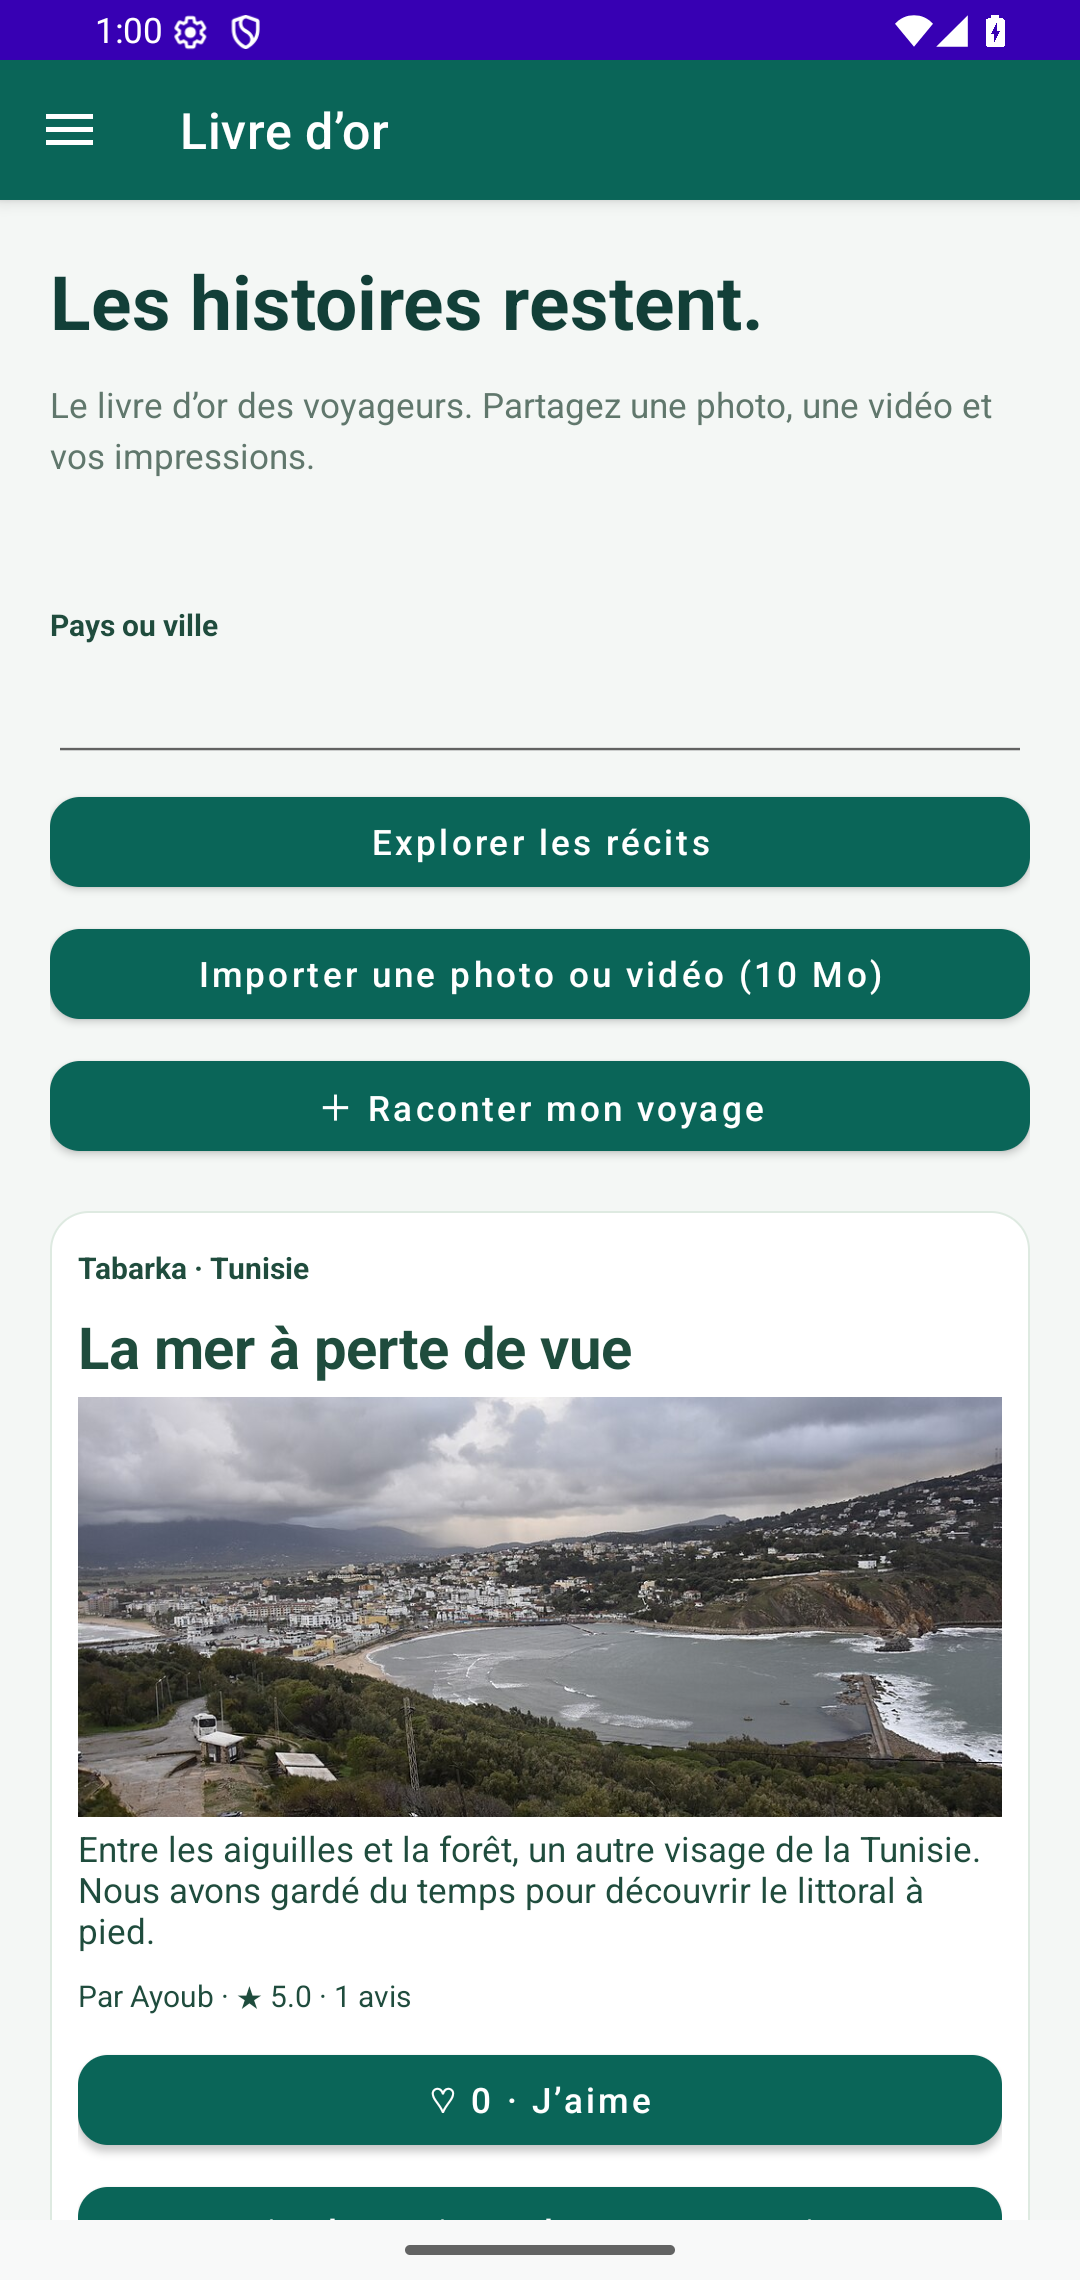 1:00
Livre d’or
Les histoires restent.
Le livre d’or des voyageurs. Partagez une photo, une vidéo et
vos impressions.
Pays ou ville
Explorer les récits
Importer une photo ou vidéo (10 Mo)
+ Raconter mon voyage
Tabarka · Tunisie
La mer à perte de vue
Entre les aiguilles et la forêt, un autre visage de la Tunisie.
Nous avons gardé du temps pour découvrir le littoral à
pied.
Par Ayoub · ★ 5.0 · 1 avis
♡ 0 · J’aime